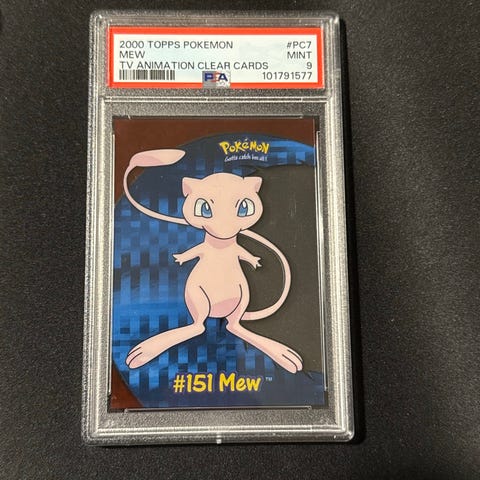 2000 TOPPS POKEMON #PC7
MEW MINT
TV ANIMATION CLEAR CARDS 9
PSA 101791577
POKéMON
Gotta catch 'em all!
#151 Mew™